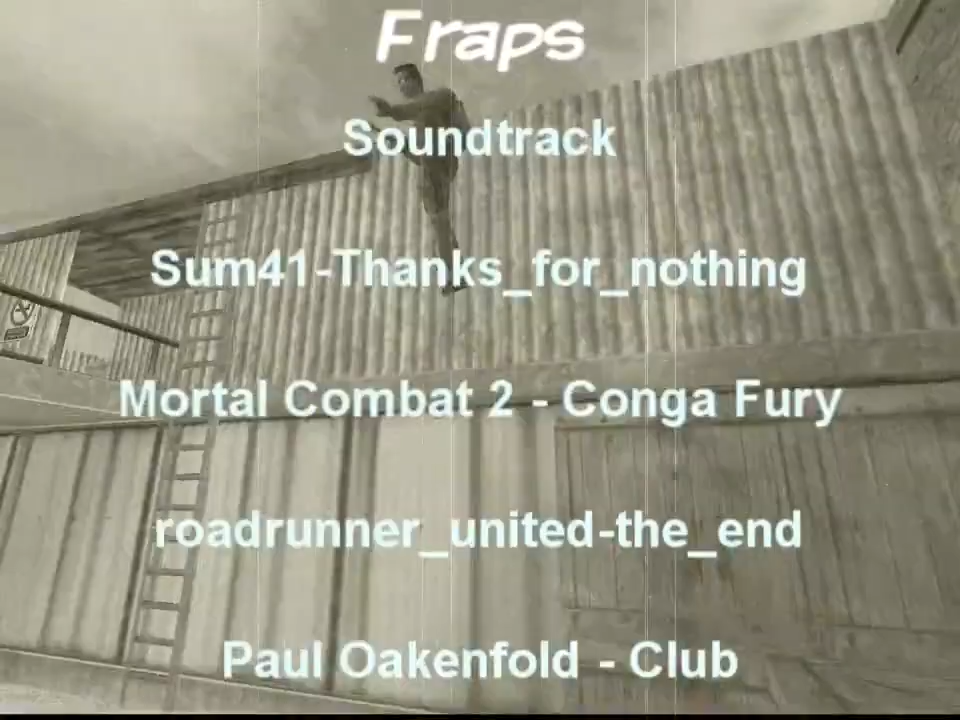 Fraps
Soundtrack
Sum41-Thanks_for_nothing
Mortal Combat 2 - Conga Fury
roadrunner_united-the_end
Paul Oakenfold - Club